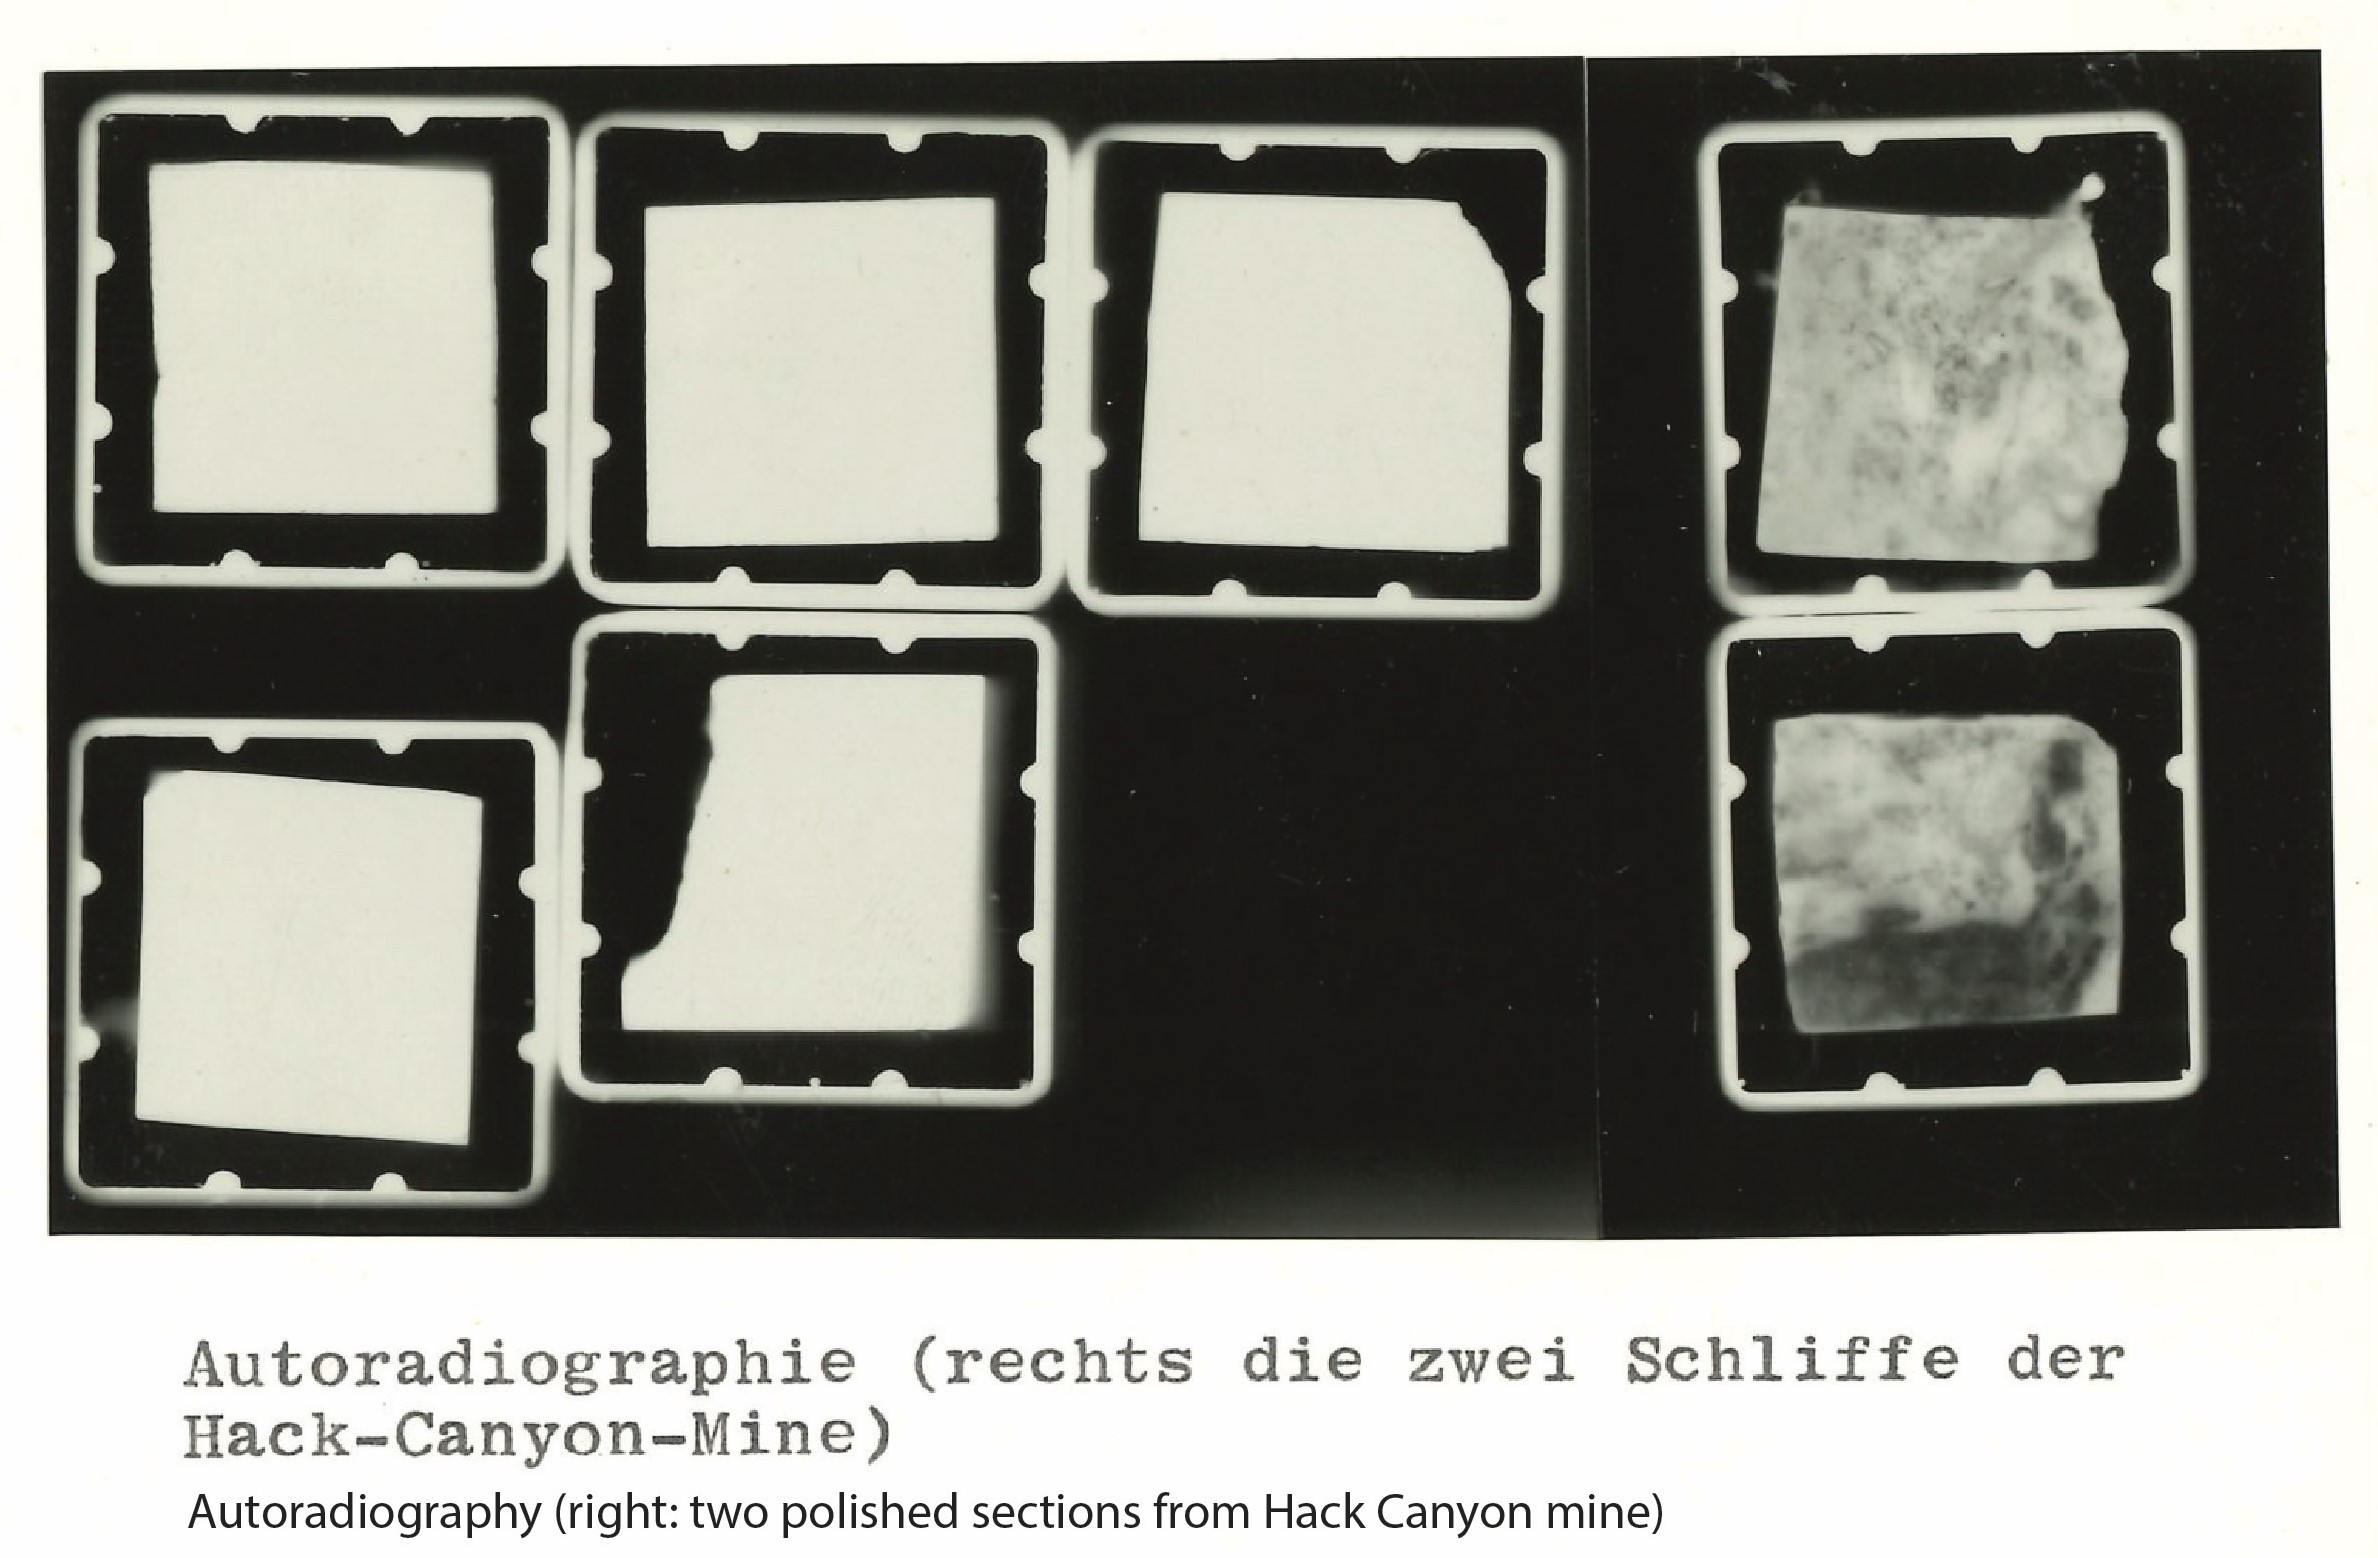 Autoradiographie (rechts die zwei Schliffe der
Hack-Canyon-Mine)
Autoradiography (right: two polished sections from Hack Canyon mine)